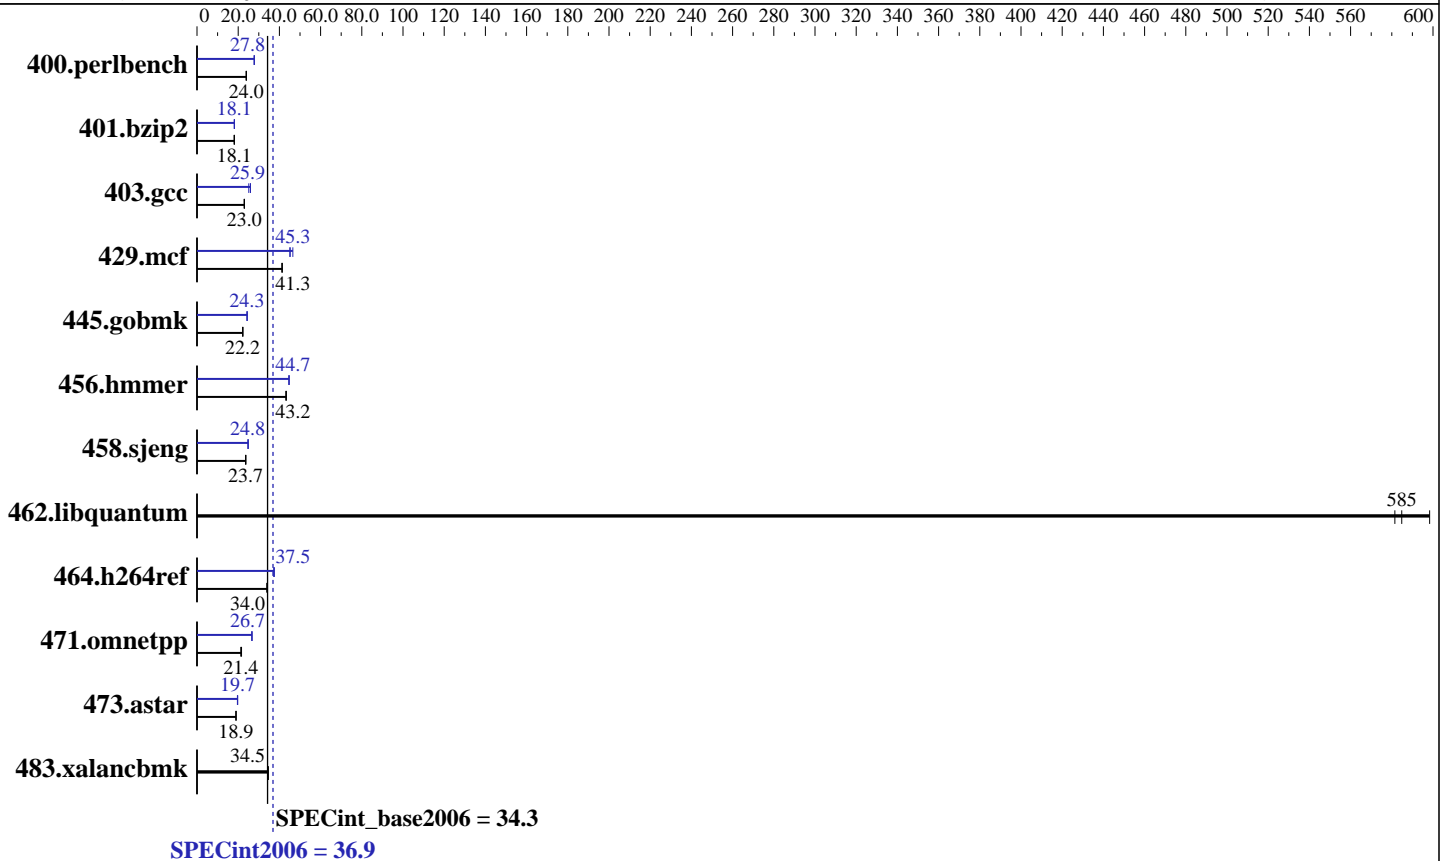 0 20.0 40.0 60.0 80.0 100 120 140 160 180 200 220 240 260 280 300 320 340 360 380 400 420 440 460 480 500 520 540 560 600
27.8
400.perlbench
24.0
18.1
401.bzip2
18.1
25.9
403.gcc
23.0
45.3
429.mcf
41.3
24.3
445.gobmk
22.2
44.7
456.hmmer
43.2
24.8
458.sjeng
23.7
585
462.libquantum
37.5
464.h264ref
34.0
26.7
471.omnetpp
21.4
19.7
473.astar
18.9
34.5
483.xalancbmk
SPECint_base2006 = 34.3
SPECint2006 = 36.9